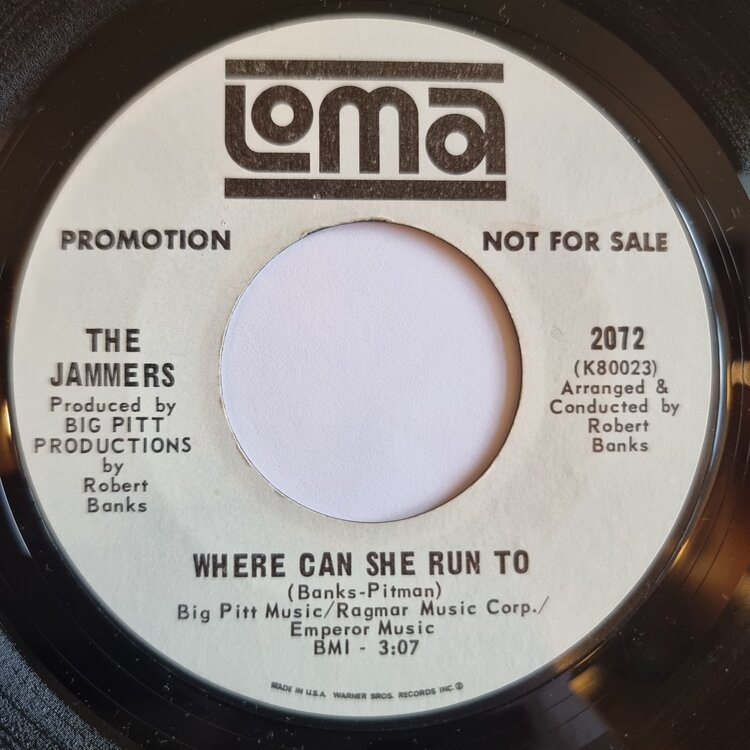 Loma
PROMOTION
NOT FOR SALE
THE
JAMMERS
Produced by
BIG PITT
PRODUCTIONS
by
Robert
Banks
2072
(K80023)
Arranged &
Conducted by
Robert
Banks
WHERE CAN SHE RUN TO
(Banks-Pitman)
Big Pitt Music/Ragmar Music Corp./
Emperor Music
BMI - 3:07
MADE IN U.S.A. WARNER BROS. RECORDS INC. ℗